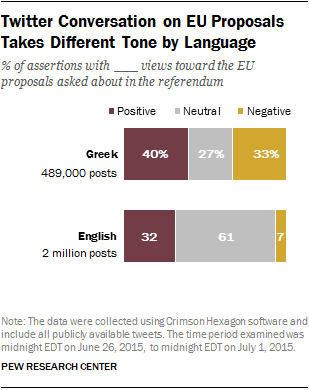 Twitter Conversation on EU Proposals
Takes Different Tone by Language
% of assertions with ____ views toward the EU
proposals asked about in the referendum
Positive Neutral Negative
Greek
489,000 posts
40% 27% 33%
English
2 million posts
32 61 7
Note: The data were collected using Crimson Hexagon software and
include all publicly available tweets. The time period examined was
midnight EDT on June 26, 2015, to midnight EDT on July 1, 2015.
PEW RESEARCH CENTER